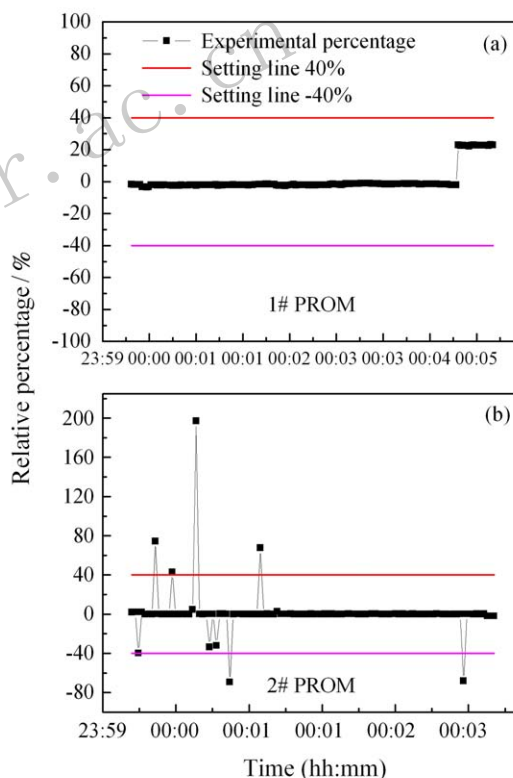 r.ac.cn
Experimental percentage
(a)
Setting line 40%
Setting line -40%
100
80
60
40
20
0
-20
-40
-60
-80
-100
1# PROM
23:59 00:00 00:01 00:01 00:02 00:03 00:03 00:04 00:05
Relative percentage/%
(b)
200
160
120
80
40
0
-40
-80
2# PROM
23:59 00:00 00:01 00:01 00:02 00:03
Time (hh:mm)